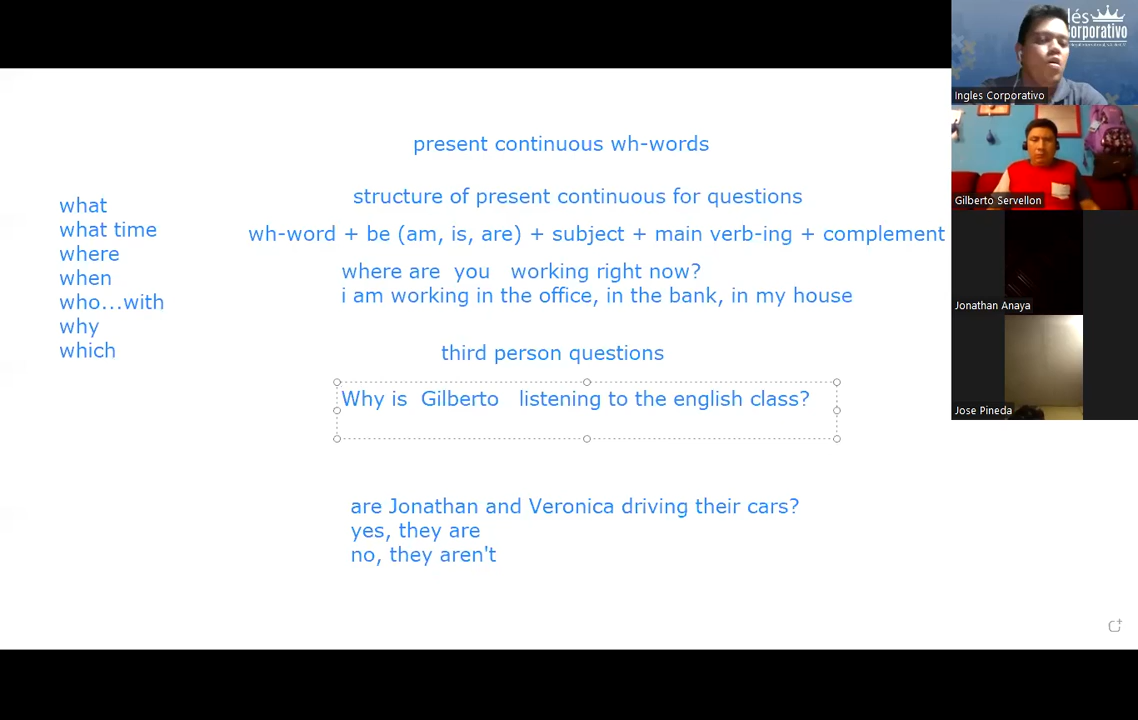 present continuous wh-words
structure of present continuous for questions
wh-word + be (am, is, are) + subject + main verb-ing + complement
where are you working right now?
i am working in the office, in the bank, in my house
what
what time
where
when
who...with
why
which
third person questions
Why is Gilberto listening to the english class?
are Jonathan and Veronica driving their cars?
yes, they are
no, they aren't
lés
corporativo
Ingles Corporativo
Gilberto Servellon
Jonathan Anaya
Jose Pineda